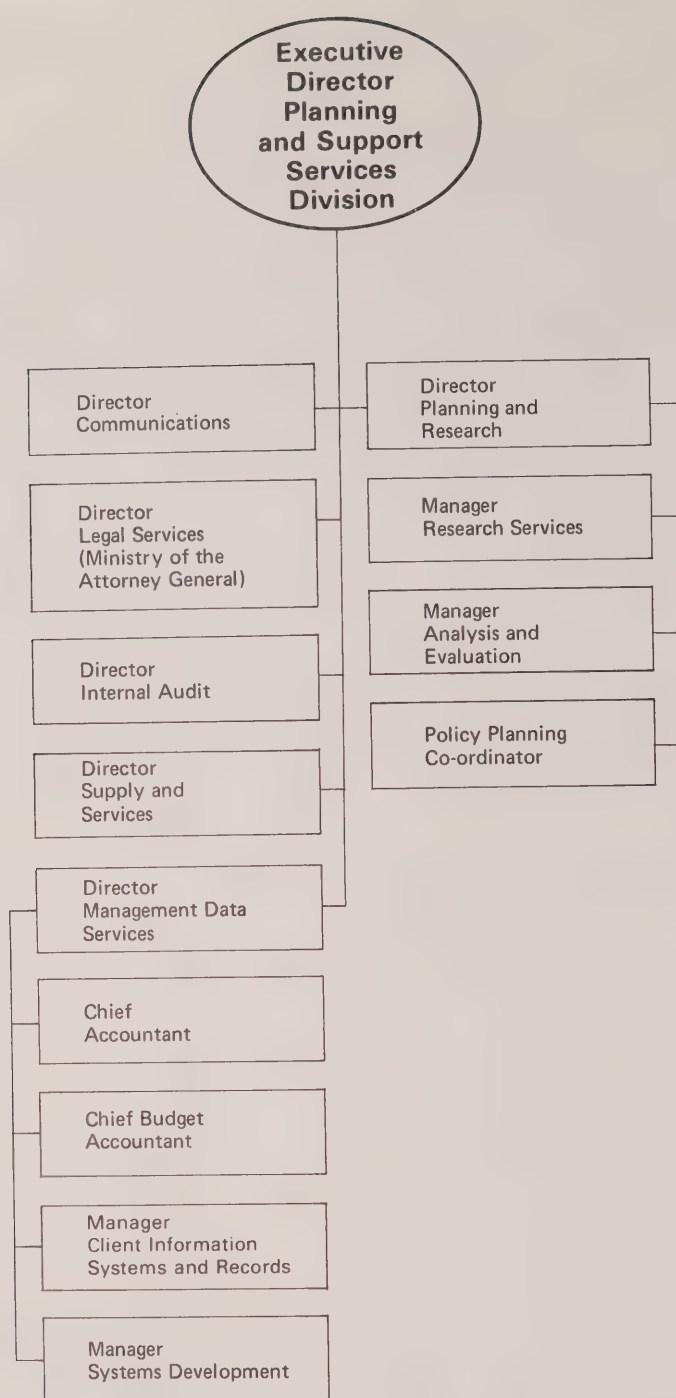 Executive
Director
Planning
and Support
Services
Division
Director
Communications
Director
Legal Services
(Ministry of the
Attorney General)
Director
Internal Audit
Director
Supply and
Services
Director
Management Data
Services
Chief
Accountant
Chief Budget
Accountant
Manager
Client Information
Systems and Records
Manager
Systems Development
Director
Planning and
Research
Manager
Research Services
Manager
Analysis and
Evaluation
Policy Planning
Co-ordinator